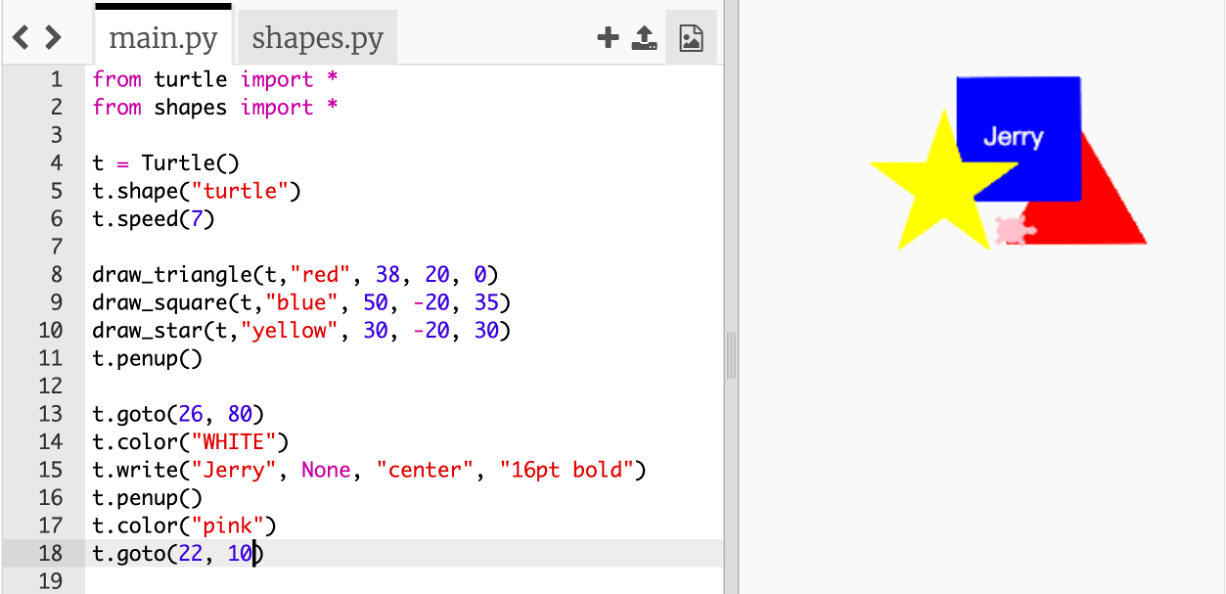 main.py shapes.py
1 from turtle import *
2 from shapes import *
3
4 t = Turtle()
5 t.shape("turtle")
6 t.speed(7)
7
8 draw_triangle(t,"red", 38, 20, 0)
9 draw_square(t,"blue", 50, -20, 35)
10 draw_star(t,"yellow", 30, -20, 30)
11 t.penup()
12
13 t.goto(26, 80)
14 t.color("WHITE")
15 t.write("Jerry", None, "center", "16pt bold")
16 t.penup()
17 t.color("pink")
18 t.goto(22, 10)
19
Jerry